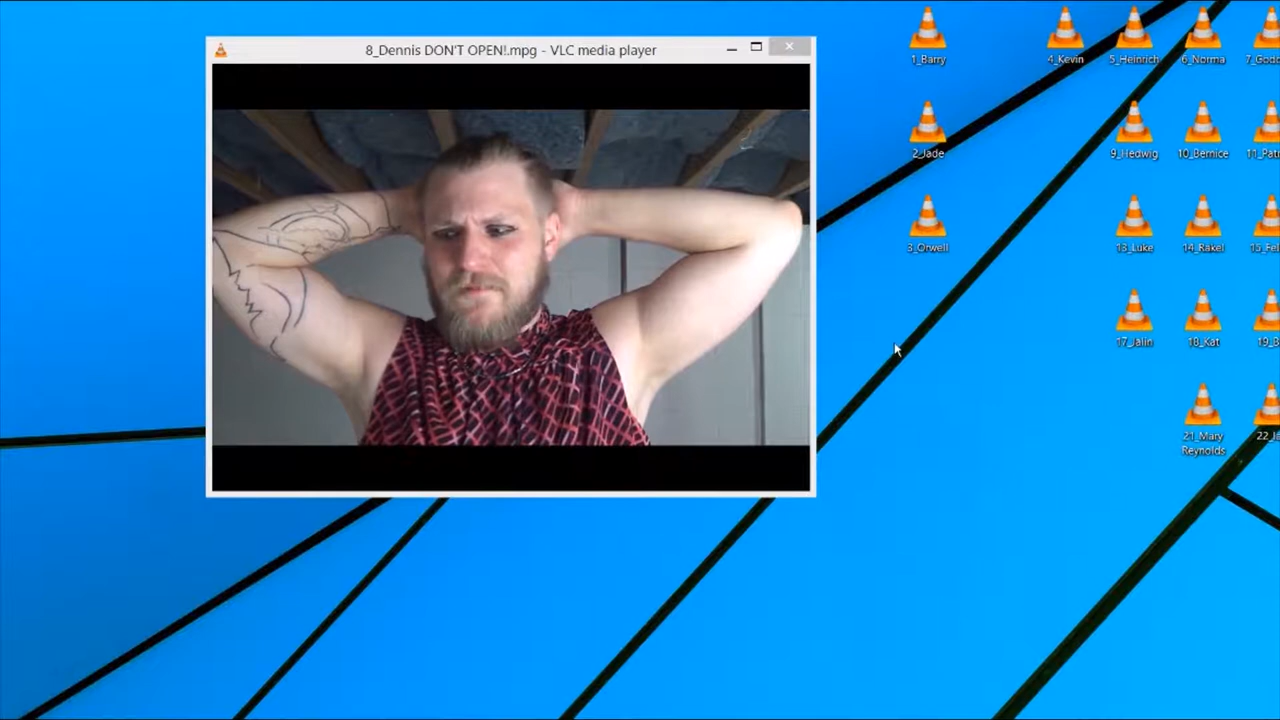 8_Dennis DON'T OPEN!.mpg - VLC media player
1_Barry
4_Kevin
5_Heinrich
6_Norma
2_Jade
9_Hedwig
10_Bernice
3_Orwell
13_Luke
14_Rakel
17_Jalin
18_Kat
21_Mary
Reynolds